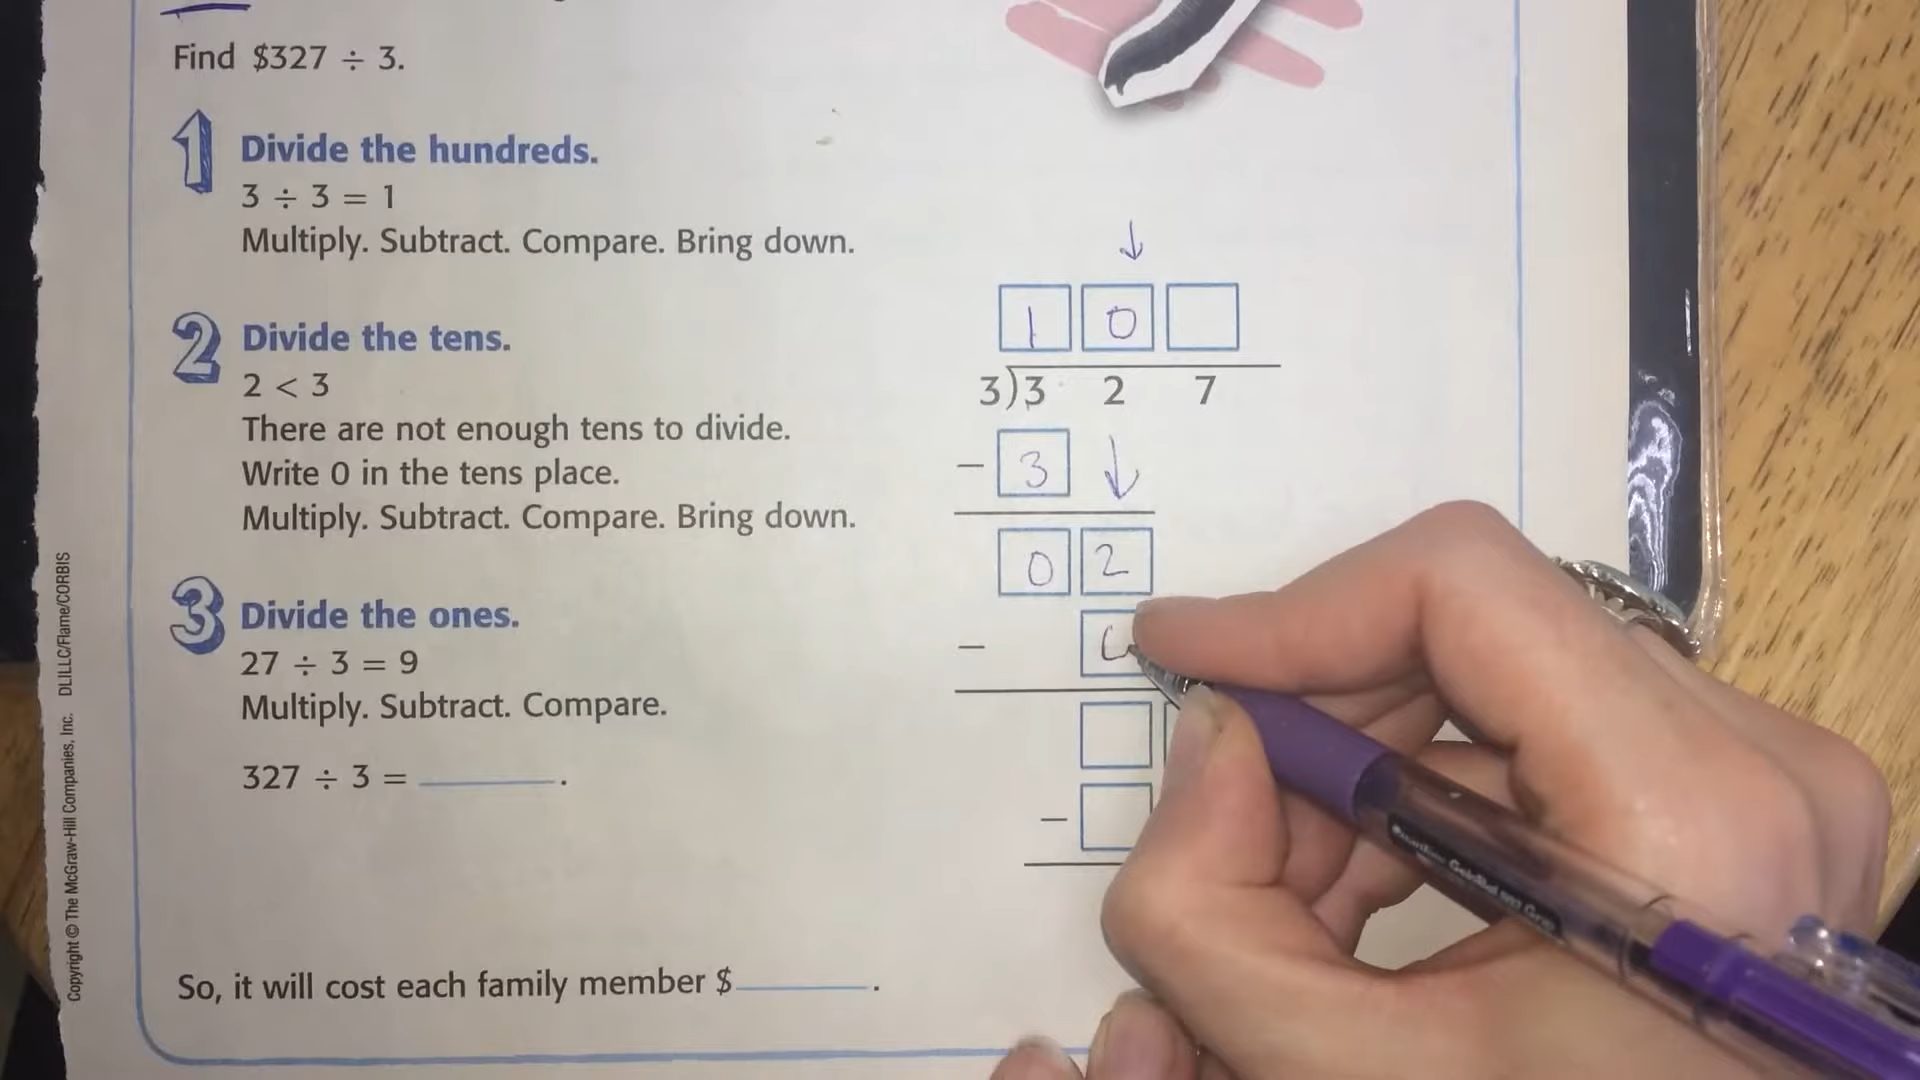 Find $327 ÷ 3.
1 Divide the hundreds.
3 ÷ 3 = 1
Multiply. Subtract. Compare. Bring down.
2 Divide the tens.
2 < 3
There are not enough tens to divide.
Write 0 in the tens place.
Multiply. Subtract. Compare. Bring down.
3 Divide the ones.
27 ÷ 3 = 9
Multiply. Subtract. Compare.
327 ÷ 3 = ________.
So, it will cost each family member $________.
↓
1 0
3)3 2 7
− 3 ↓
0 2
−
−
Copyright © The McGraw-Hill Companies, Inc. DLILLC/Flame/CORBIS